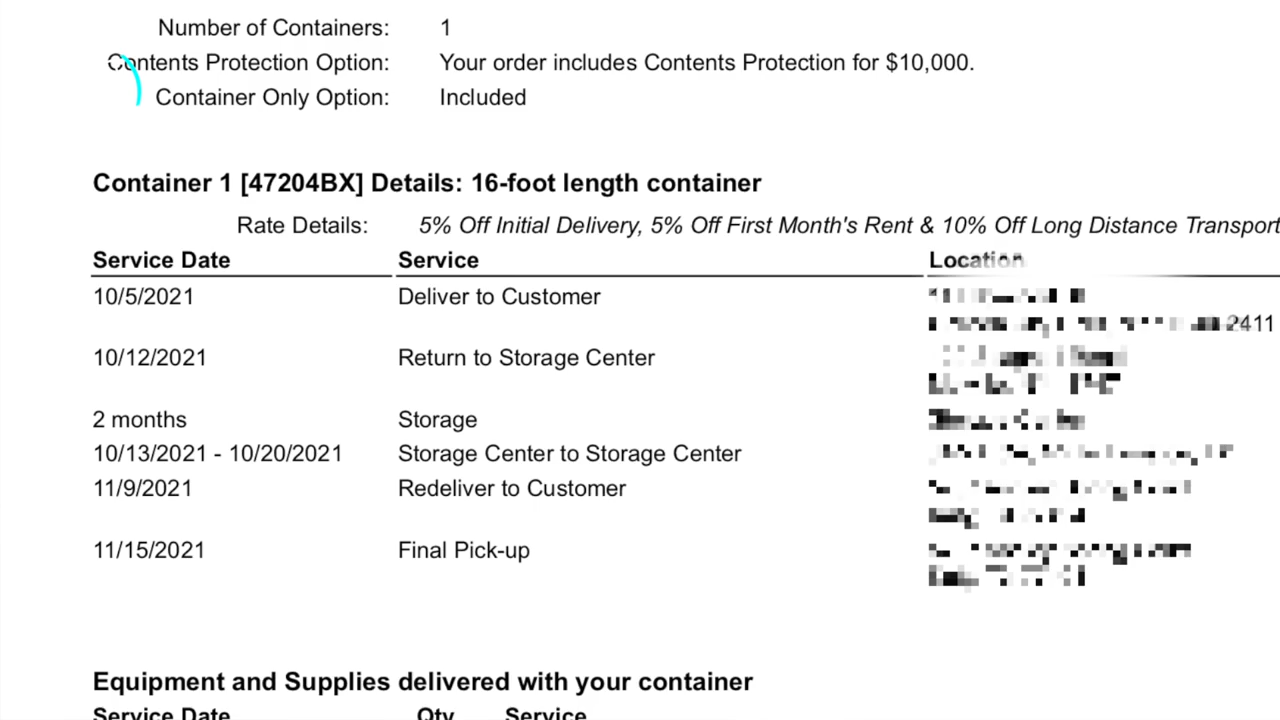 Number of Containers: 1
Contents Protection Option: Your order includes Contents Protection for $10,000.
Container Only Option: Included
Container 1 [47204BX] Details: 16-foot length container
Rate Details: 5% Off Initial Delivery, 5% Off First Month's Rent & 10% Off Long Distance Transport
Service Date Service Location
10/5/2021 Deliver to Customer
2411
10/12/2021 Return to Storage Center
2 months Storage
10/13/2021 - 10/20/2021 Storage Center to Storage Center
11/9/2021 Redeliver to Customer
11/15/2021 Final Pick-up
Equipment and Supplies delivered with your container
Service Date Qty Service